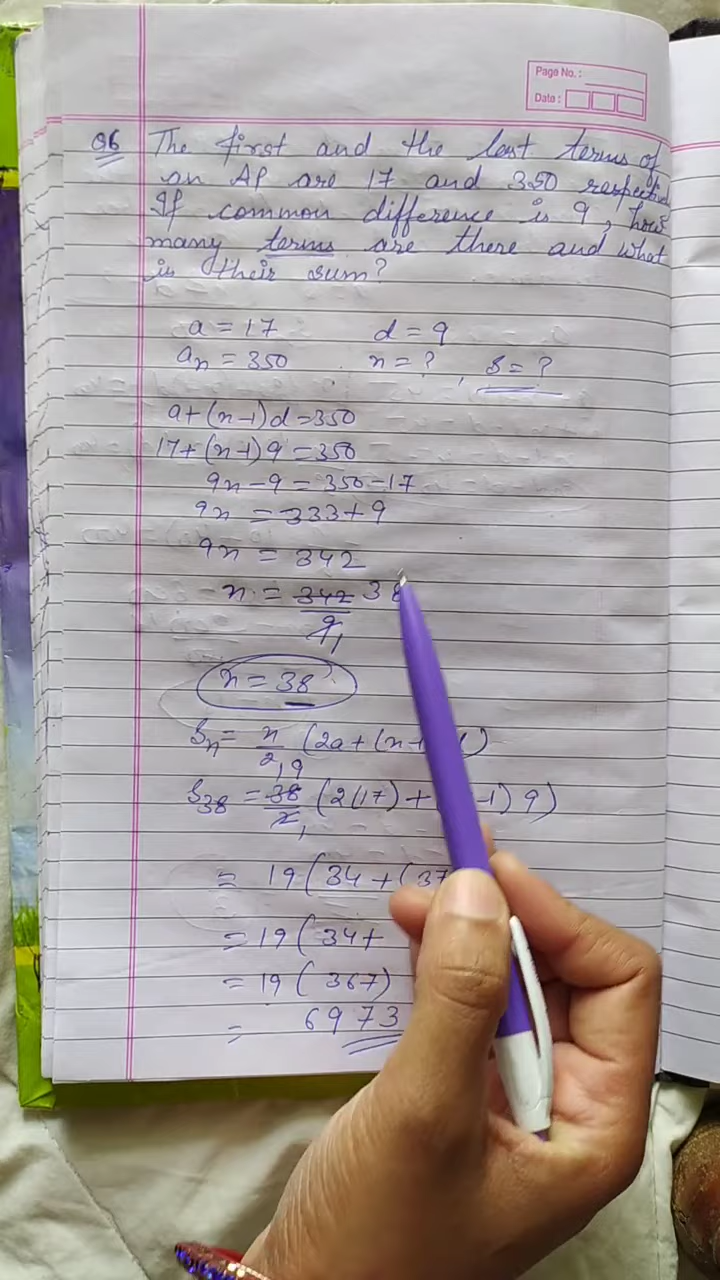 Page No. :
Date :
Q6 The first and the last terms of
an AP are 17 and 350
If common difference is 9, how
many terms are there and what
is their sum?
a = 17 d = 9
an = 350 n = ? , S = ?
a + (n-1)d = 350
17 + (n-1) 9 = 350
9n - 9 = 350 - 17
9n = 333 + 9
9n = 342
n = 342 38
9 1
n = 38
Sn = n/2 (2a + (n
S38 = 38/2 (2(17) + -1) 9)
= 19 (34 + (37
= 19 (34 +
= 19 (367)
= 6973